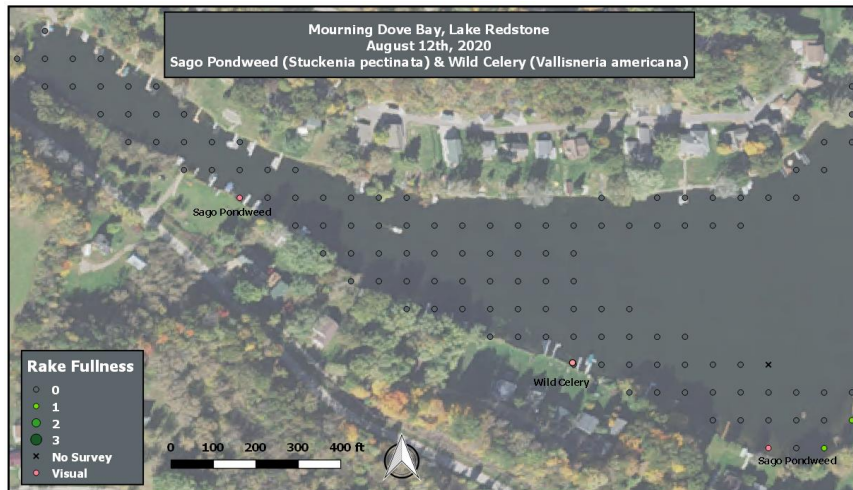 Mourning Dove Bay, Lake Redstone
August 12th, 2020
Sago Pondweed (Stuckenia pectinata) & Wild Celery (Vallisneria americana)
Sago Pondweed
Wild Celery
Sago Pondweed
Rake Fullness
0
1
2
3
No Survey
Visual
0 100 200 300 400 ft